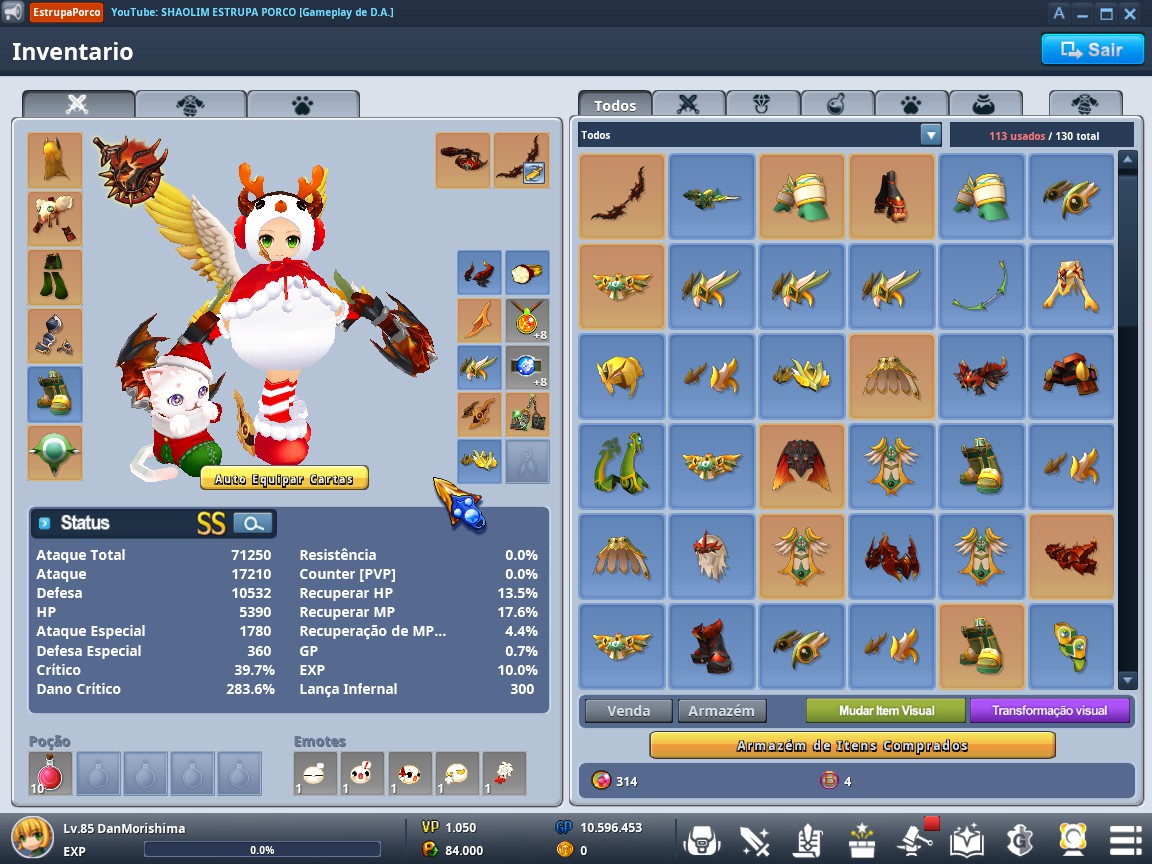 EstrupaPorco YouTube: SHAOLIM ESTRUPA PORCO [Gameplay de D.A.]
A
Inventario
Sair
Todos
Todos
113 usados / 130 total
+8
+8
Auto Equipar Cartas
Status SS
Ataque Total 71250 Resistência 0.0%
Ataque 17210 Counter [PVP] 0.0%
Defesa 10532 Recuperar HP 13.5%
HP 5390 Recuperar MP 17.6%
Ataque Especial 1780 Recuperação de MP... 4.4%
Defesa Especial 360 GP 0.7%
Crítico 39.7% EXP 10.0%
Dano Crítico 283.6% Lança Infernal 300
Venda Armazém Mudar Item Visual Transformação visual
Poção Emotes
Armazém de Itens Comprados
10 1 1 1 1 1
314 4
Lv.85 DanMorishima VP 1.050 GP 10.596.453
EXP 0.0% 84.000 0